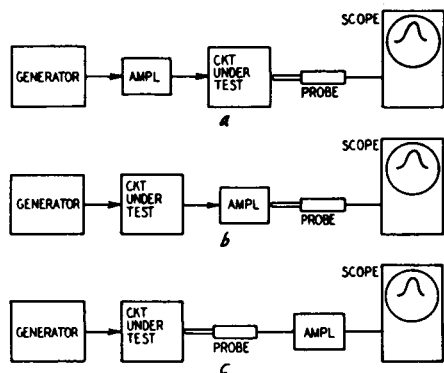 SCOPE
GENERATOR
AMPL
CKT
UNDER
TEST
PROBE
a
SCOPE
GENERATOR
CKT
UNDER
TEST
AMPL
PROBE
b
SCOPE
GENERATOR
CKT
UNDER
TEST
PROBE
AMPL
c